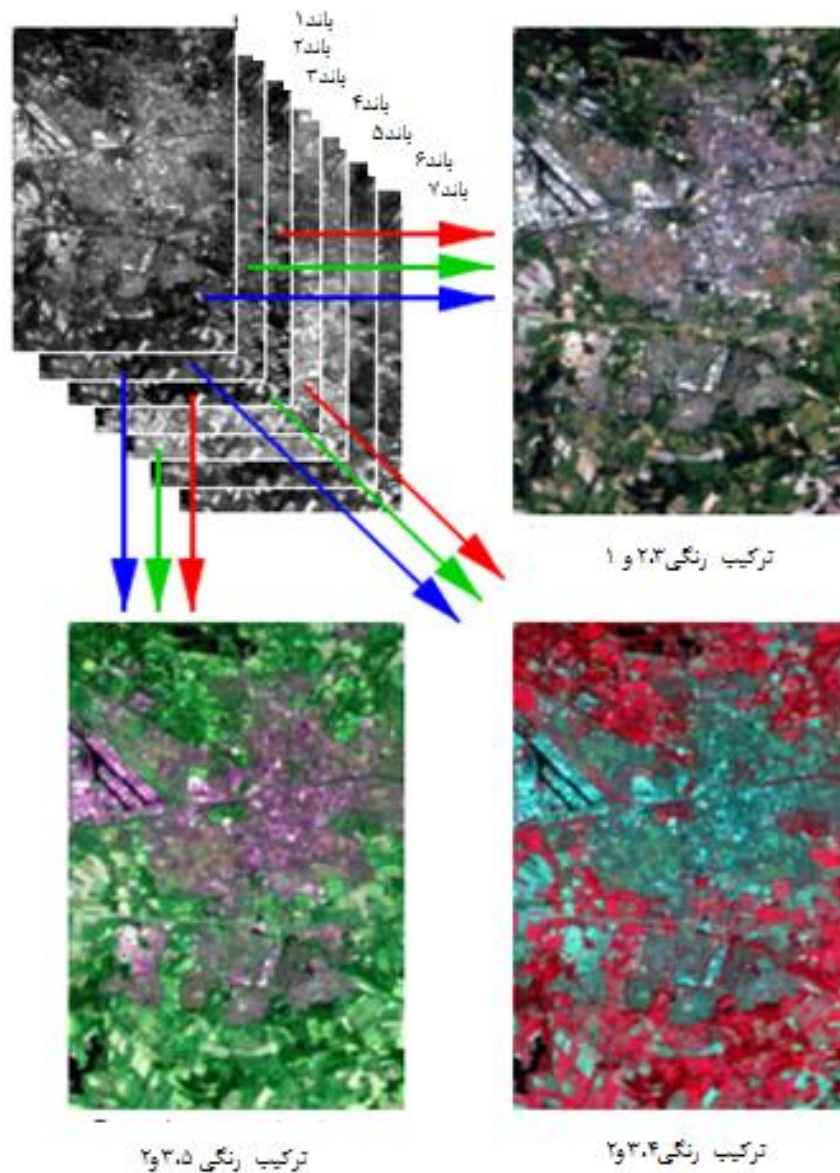 باند۱
باند۲
باند۳
باند۴
باند۵
باند۶
باند۷
ترکیب رنگی۲،۳ و ۱
ترکیب رنگی ۳،۵ و۲
ترکیب رنگی۳،۴ و۲